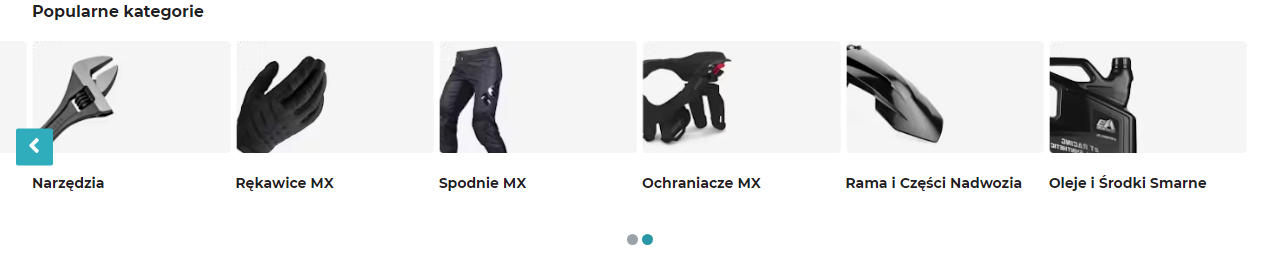 Popularne kategorie
Narzędzia
Rękawice MX
Spodnie MX
Ochraniacze MX
Rama i Części Nadwozia
Oleje i Środki Smarne